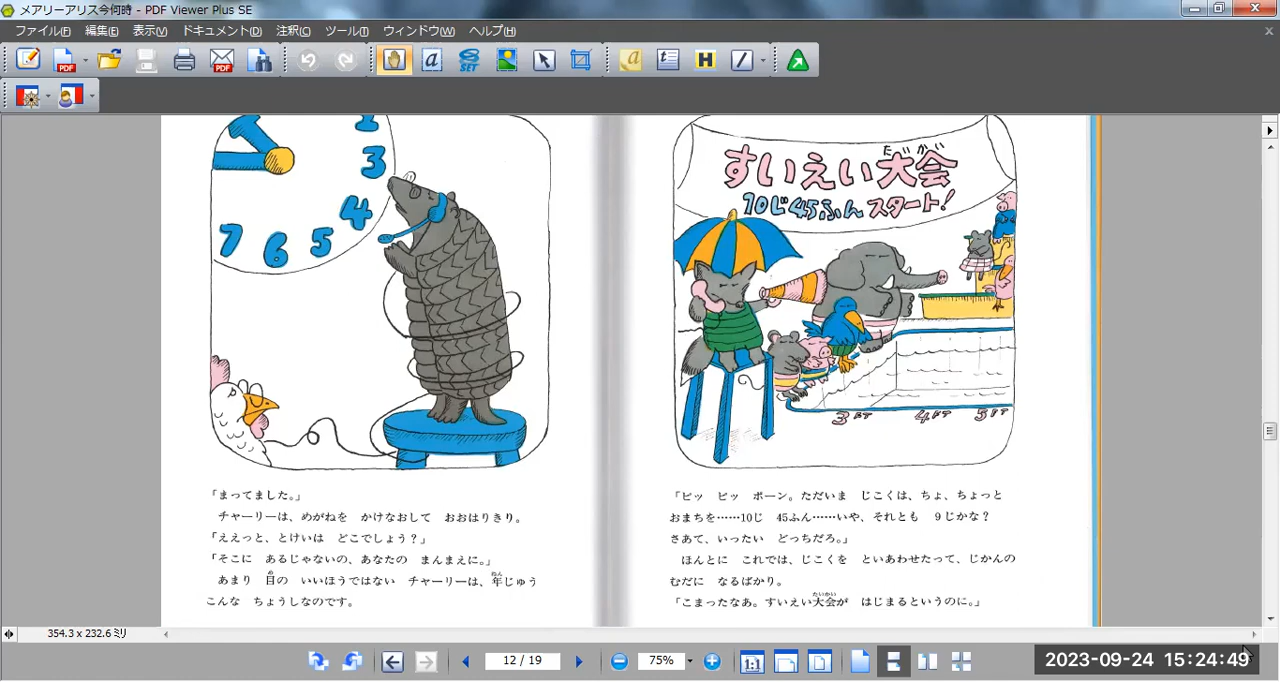 メアリーアリス今何時 - PDF Viewer Plus SE
ファイル(F) 編集(E) 表示(V) ドキュメント(D) 注釈(C) ツール(T) ウィンドウ(W) ヘルプ(H)
PDF PDF SET H
1
3
4
5
6
7
たいかい
すいえい大会
10じ45ふん スタート!
3FT 4FT 5FT
「まってました。」
チャーリーは、めがねを かけなおして おおはりきり。
「ええっと、とけいは どこでしょう?」
「そこに あるじゃないの、あなたの まんまえに。」
あまり 目の いいほうではない チャーリーは、年じゅう
こんな ちょうしなのです。
「ピッ ピッ ポーン。ただいま じこくは、ちょ、ちょっと
おまちを……10じ 45ふん……いや、それとも 9じかな?
さあて、いったい どっちだろ。」
ほんとに これでは、じこくを といあわせたって、じかんの
むだに なるばかり。
「こまったなあ。すいえい大会が はじまるというのに。」
354.3 x 232.6 ミリ
12 / 19
75%
1:1
2023-09-24 15:24:49